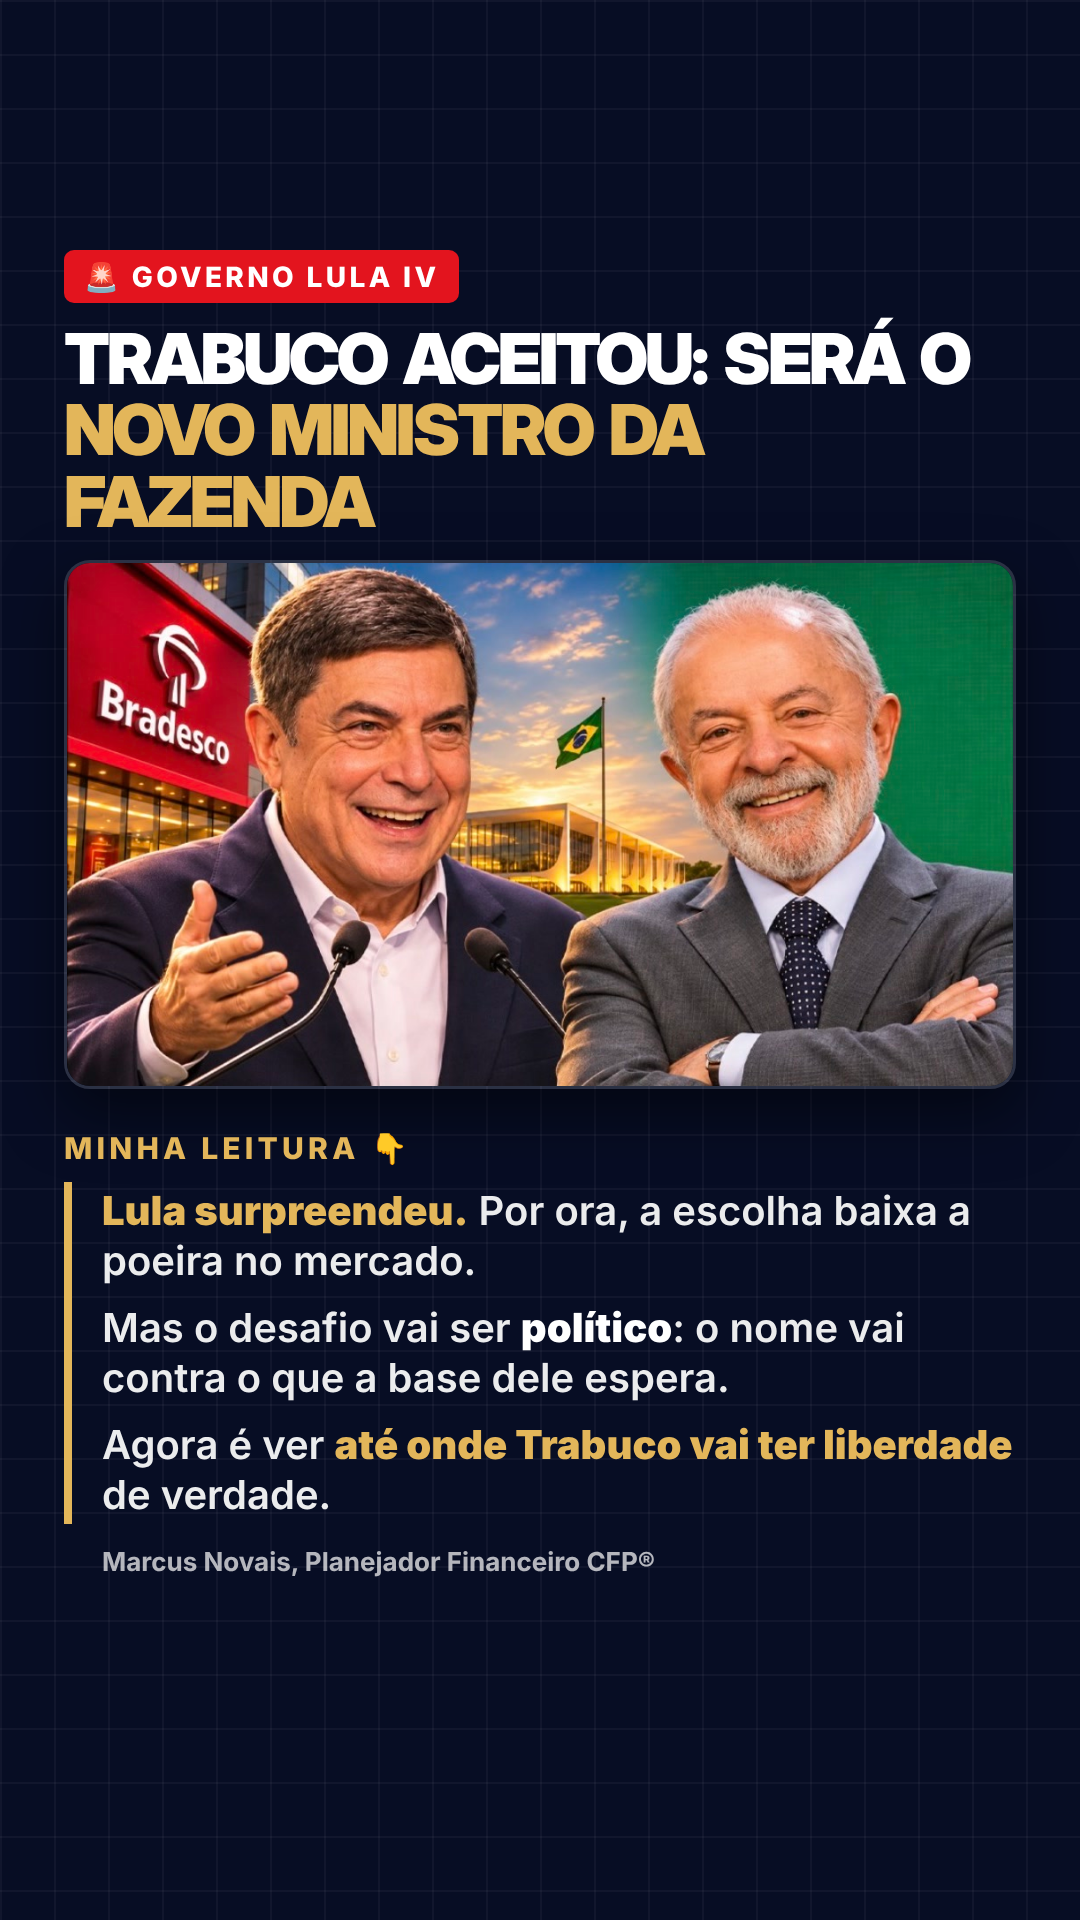 🚨 GOVERNO LULA IV
TRABUCO ACEITOU: SERÁ O
NOVO MINISTRO DA
FAZENDA
Bradesco
MINHA LEITURA 👇
Lula surpreendeu. Por ora, a escolha baixa a
poeira no mercado.
Mas o desafio vai ser político: o nome vai
contra o que a base dele espera.
Agora é ver até onde Trabuco vai ter liberdade
de verdade.
Marcus Novais, Planejador Financeiro CFP®